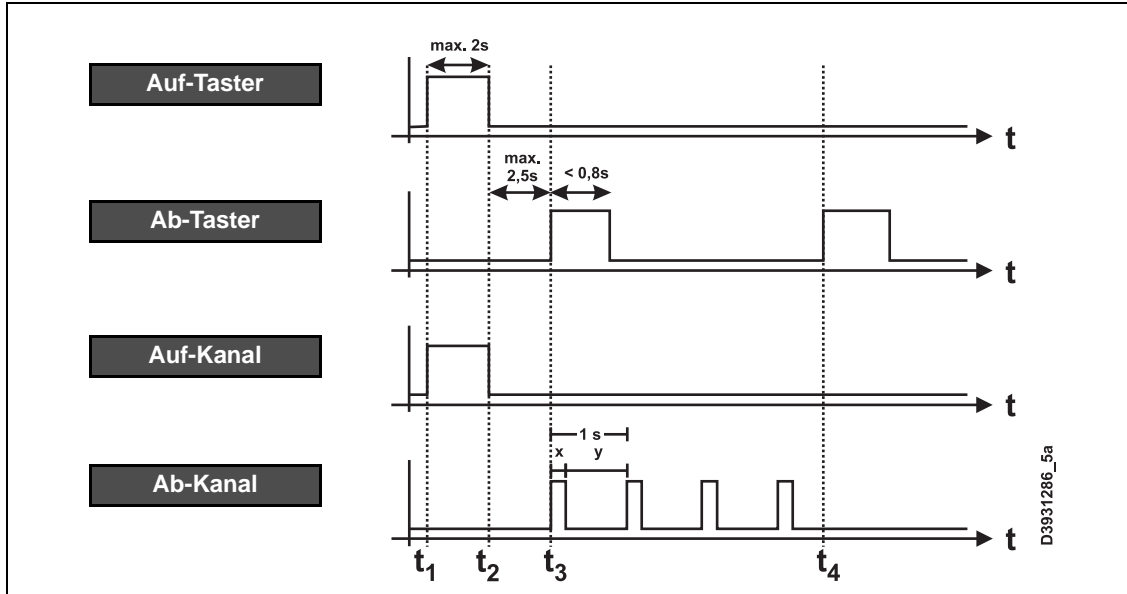 max. 2s
Auf-Taster
t
max.
2,5s
< 0,8s
Ab-Taster
t
Auf-Kanal
t
1 s
x y
Ab-Kanal
t
t1 t2 t3 t4
D3931286_5a